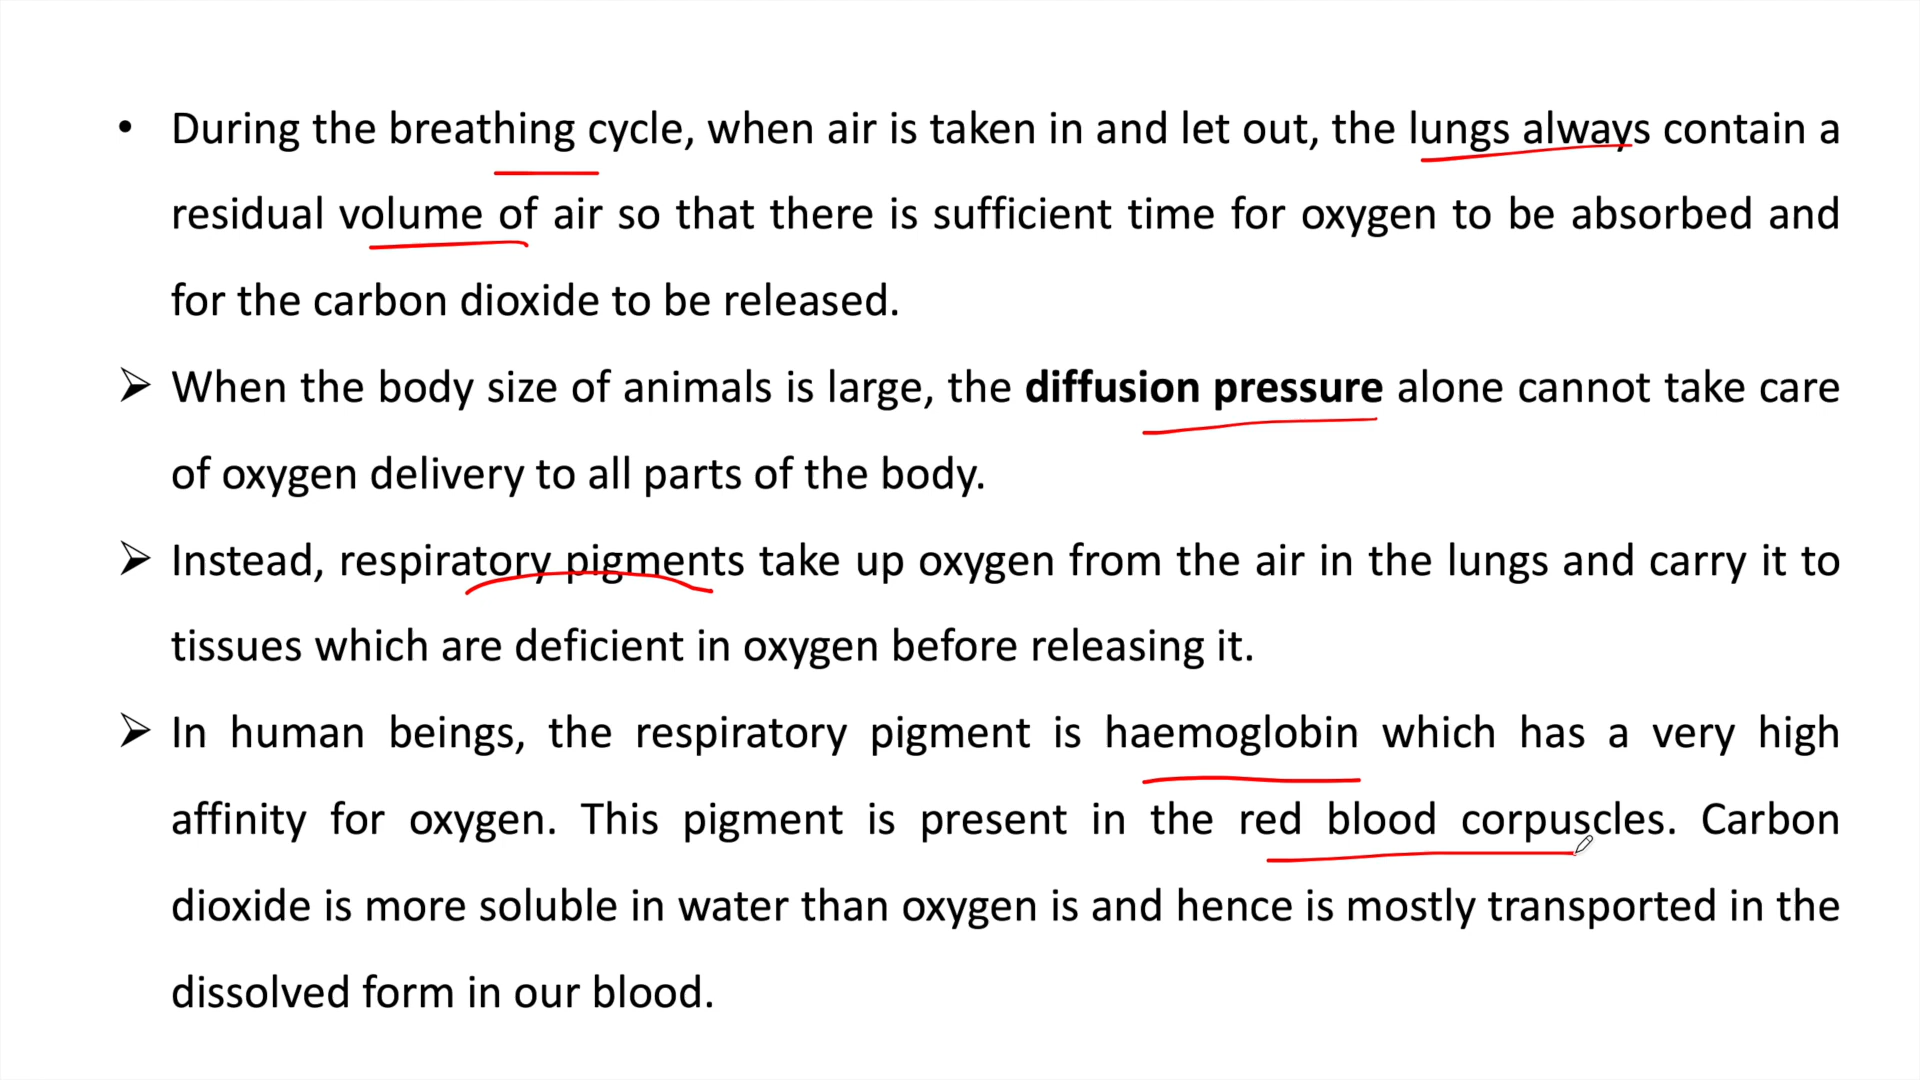 • During the breathing cycle, when air is taken in and let out, the lungs always contain a
residual volume of air so that there is sufficient time for oxygen to be absorbed and
for the carbon dioxide to be released.
➢ When the body size of animals is large, the diffusion pressure alone cannot take care
of oxygen delivery to all parts of the body.
➢ Instead, respiratory pigments take up oxygen from the air in the lungs and carry it to
tissues which are deficient in oxygen before releasing it.
➢ In human beings, the respiratory pigment is haemoglobin which has a very high
affinity for oxygen. This pigment is present in the red blood corpuscles. Carbon
dioxide is more soluble in water than oxygen is and hence is mostly transported in the
dissolved form in our blood.